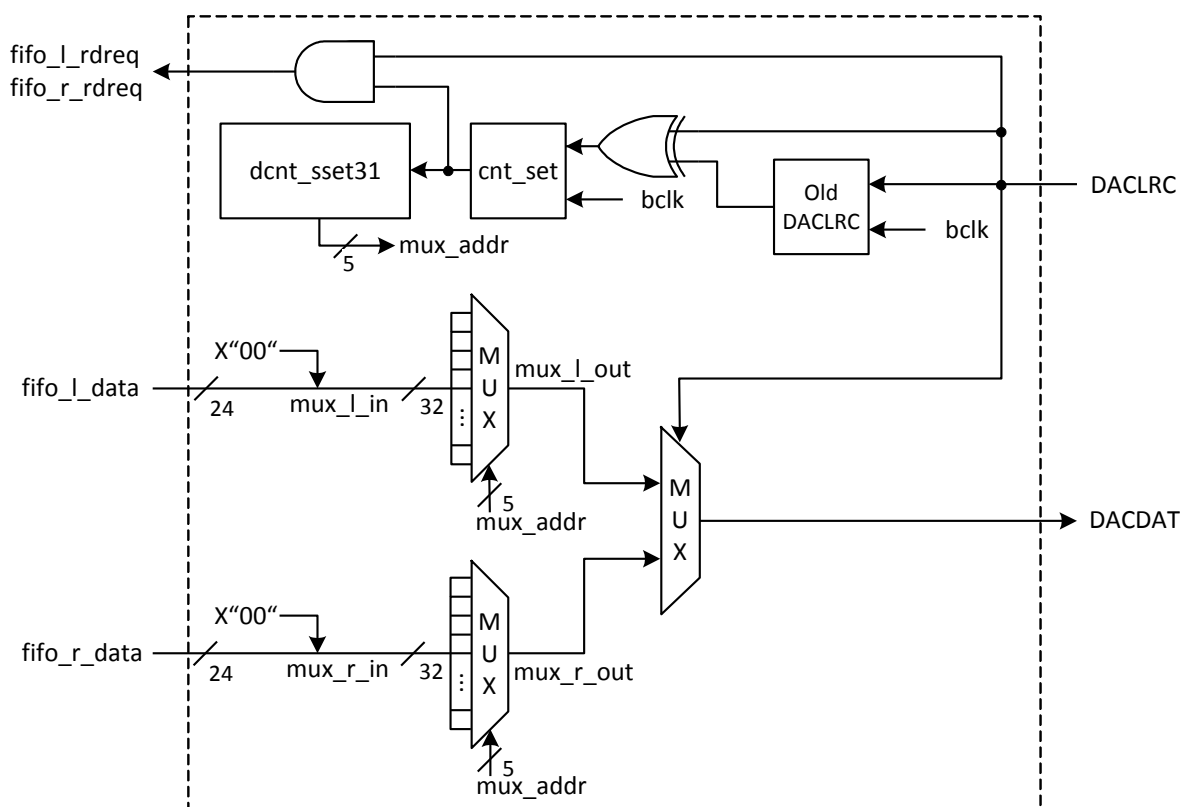 fifo_l_rdreq
fifo_r_rdreq
dcnt_sset31
cnt_set
bclk
Old
DACLRC
bclk
DACLRC
5
mux_addr
X“00“
fifo_l_data
24
mux_l_in
32
M
U
X
...
mux_l_out
5
mux_addr
M
U
X
DACDAT
X“00“
fifo_r_data
24
mux_r_in
32
M
U
X
...
mux_r_out
5
mux_addr